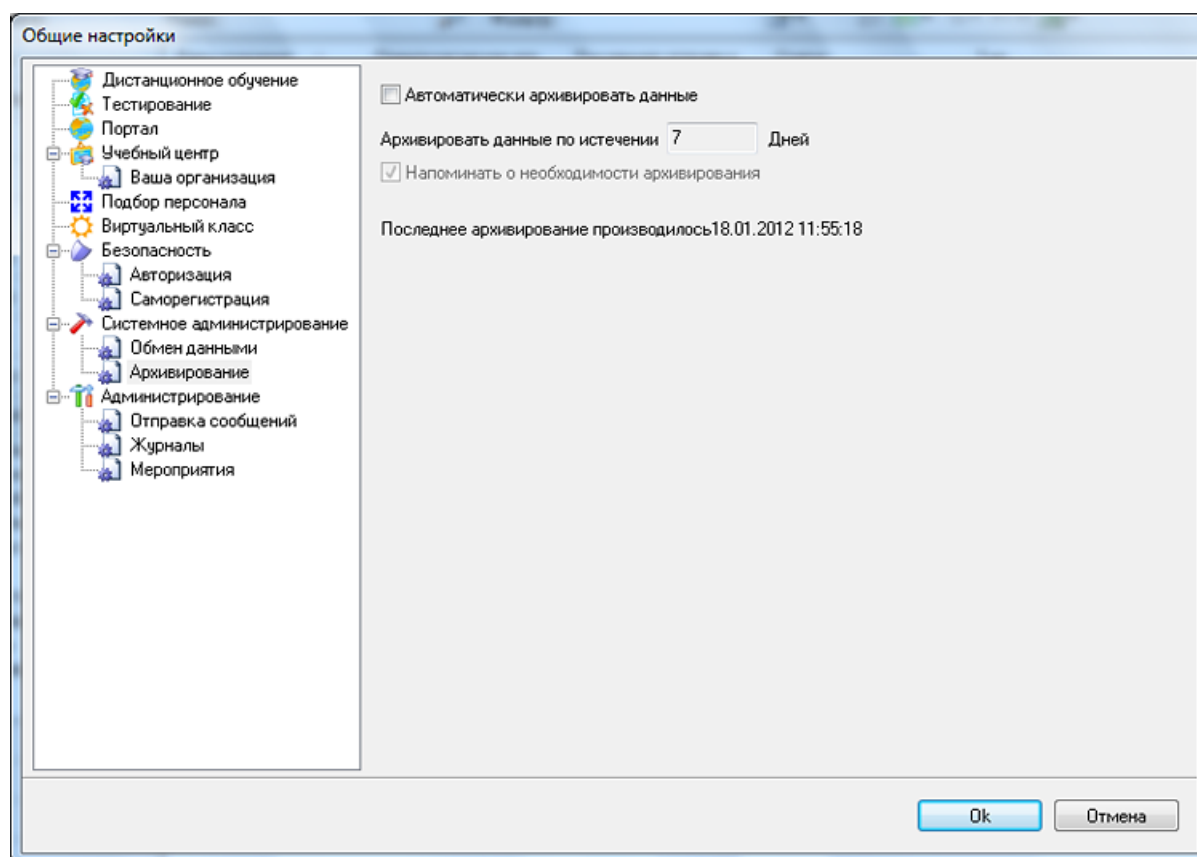 Общие настройки
Дистанционное обучение
Тестирование
Портал
Учебный центр
Ваша организация
Подбор персонала
Виртуальный класс
Безопасность
Авторизация
Саморегистрация
Системное администрирование
Обмен данными
Архивирование
Администрирование
Отправка сообщений
Журналы
Мероприятия
Автоматически архивировать данные
Архивировать данные по истечении 7 Дней
Напоминать о необходимости архивирования
Последнее архивирование производилось18.01.2012 11:55:18
Ok Отмена